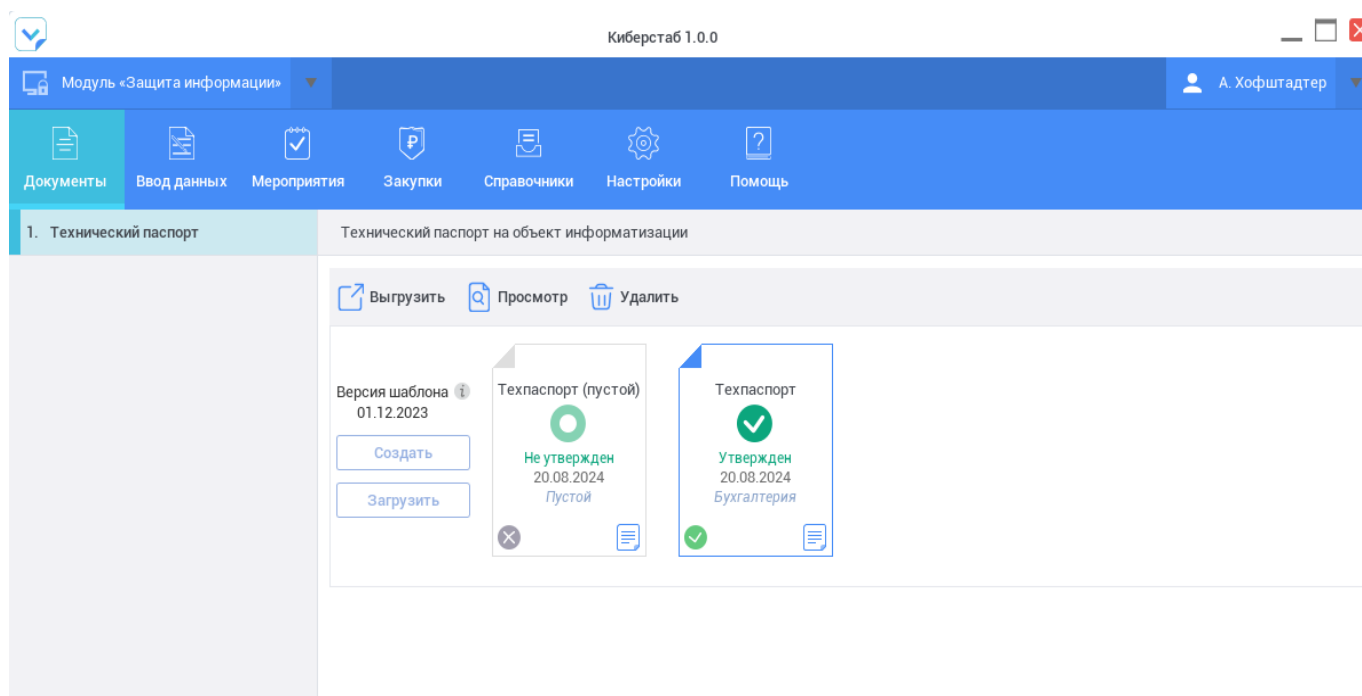 Киберстаб 1.0.0
Модуль «Защита информации»
А. Хофштадтер
Документы
Ввод данных
Мероприятия
Закупки
Справочники
Настройки
Помощь
1. Технический паспорт
Технический паспорт на объект информатизации
Выгрузить
Просмотр
Удалить
Версия шаблона i
01.12.2023
Создать
Загрузить
Техпаспорт (пустой)
Не утвержден
20.08.2024
Пустой
Техпаспорт
Утвержден
20.08.2024
Бухгалтерия